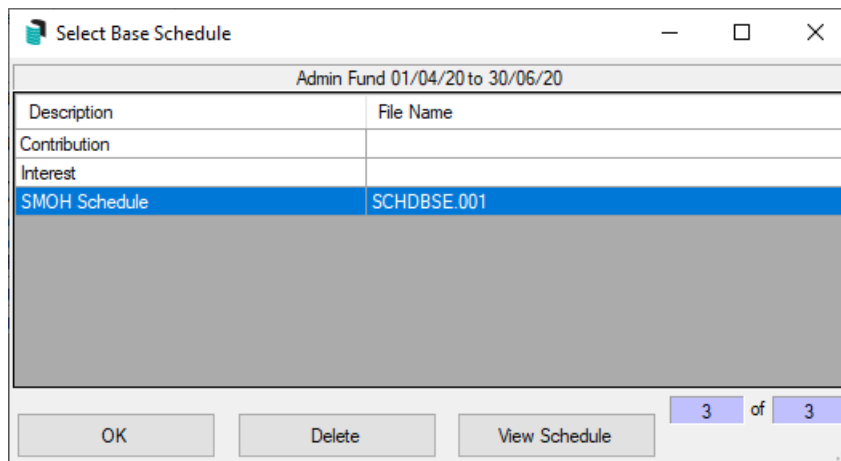 Select Base Schedule
Admin Fund 01/04/20 to 30/06/20
Description File Name
Contribution
Interest
SMOH Schedule SCHDBSE.001
3 of 3
OK Delete View Schedule